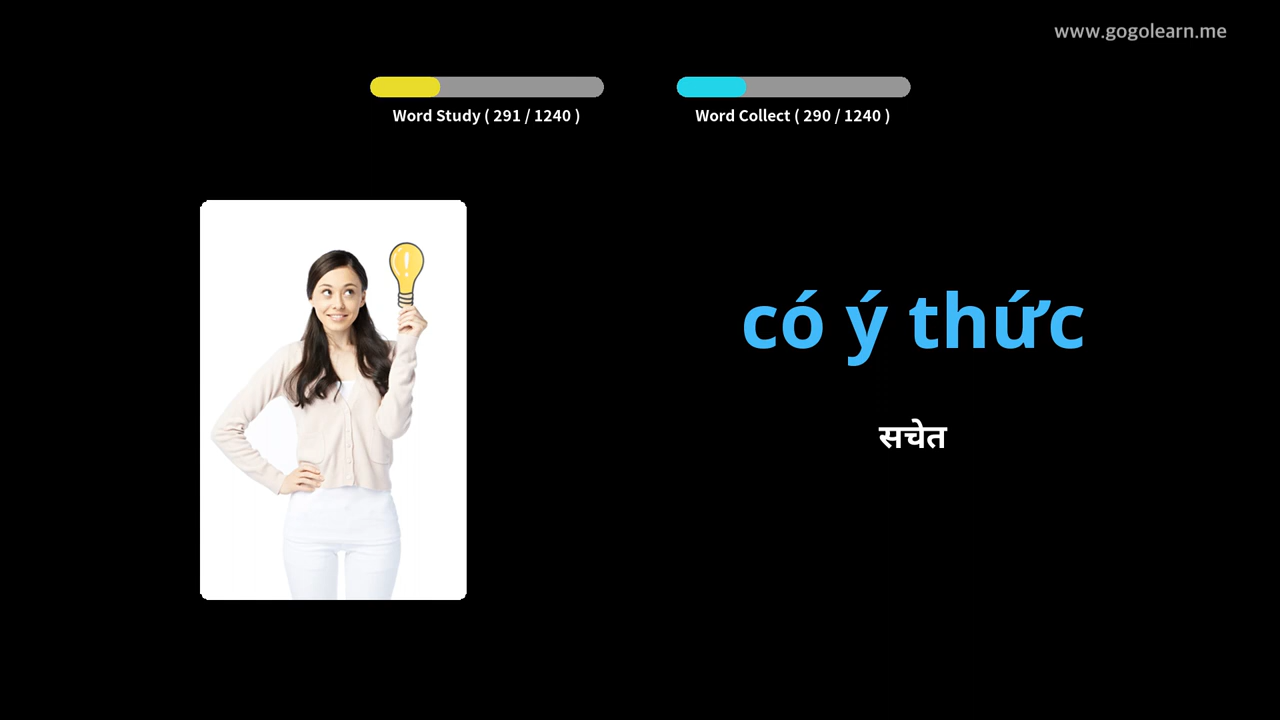 www.gogolearn.me
Word Study ( 291 / 1240 )
Word Collect ( 290 / 1240 )
có ý thức
सचेत